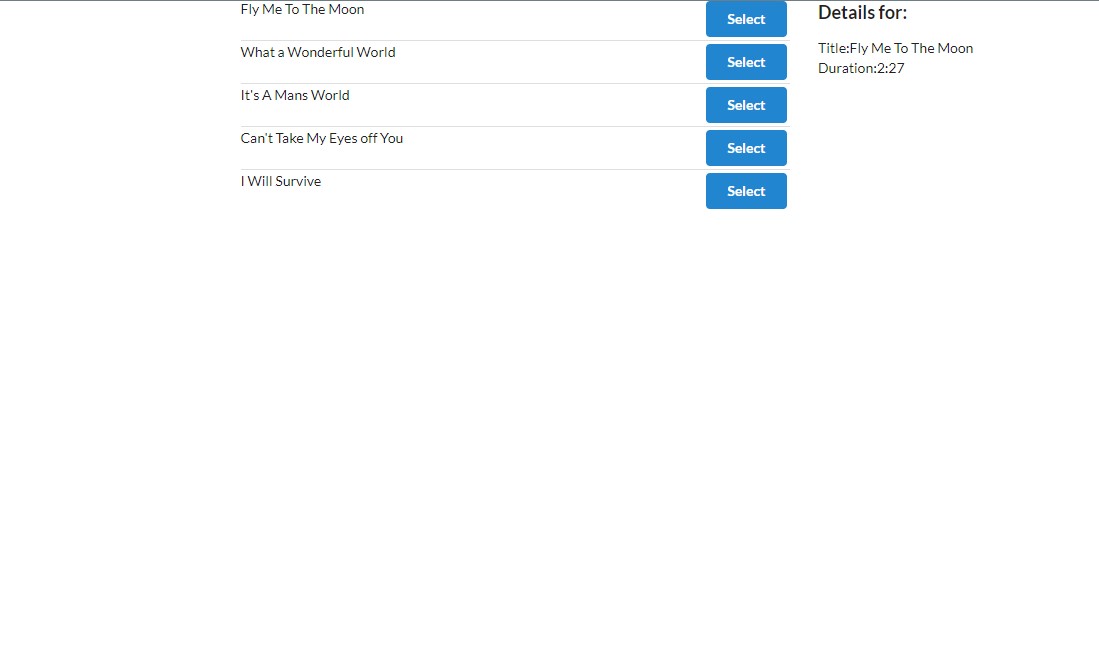 Fly Me To The Moon
Select
What a Wonderful World
Select
It's A Mans World
Select
Can't Take My Eyes off You
Select
I Will Survive
Select
Details for:
Title:Fly Me To The Moon
Duration:2:27